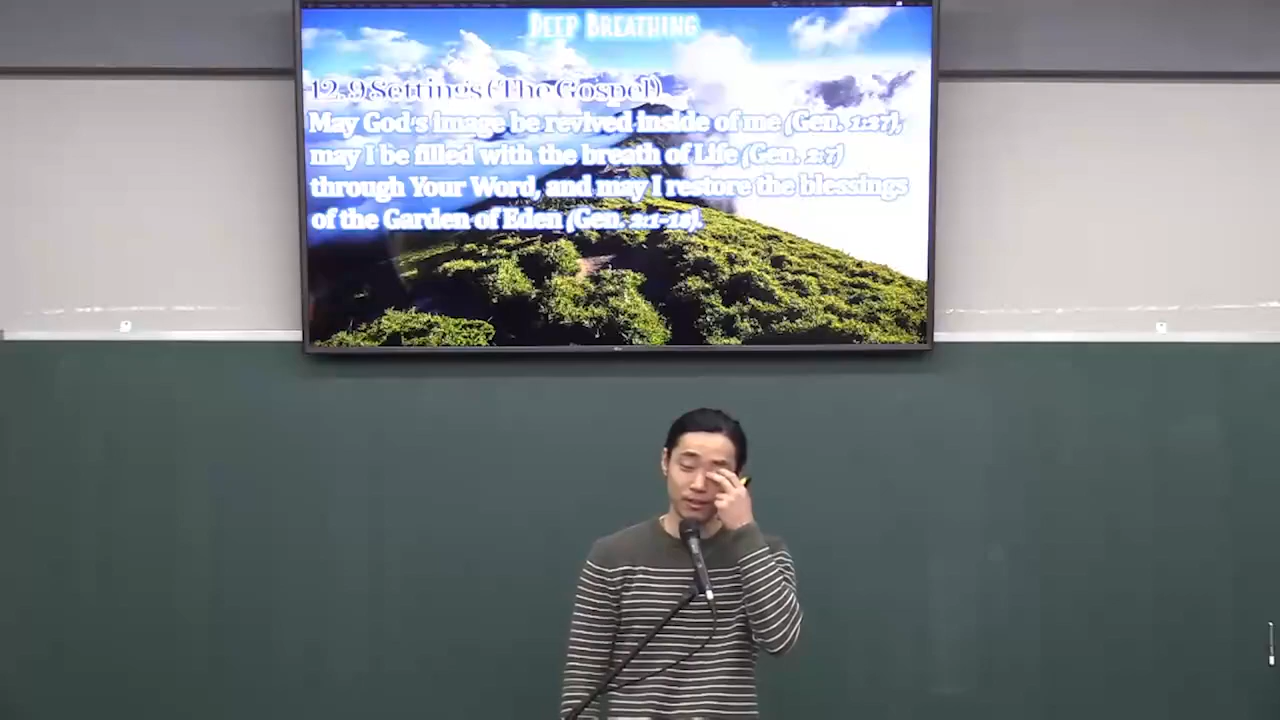 Deep Breathing
12. 9 Settings (The Gospel)
May God's image be revived inside of me (Gen. 1:27),
may I be filled with the breath of Life (Gen. 2:7)
through Your Word, and may I restore the blessings
of the Garden of Eden (Gen. 2:1-18).